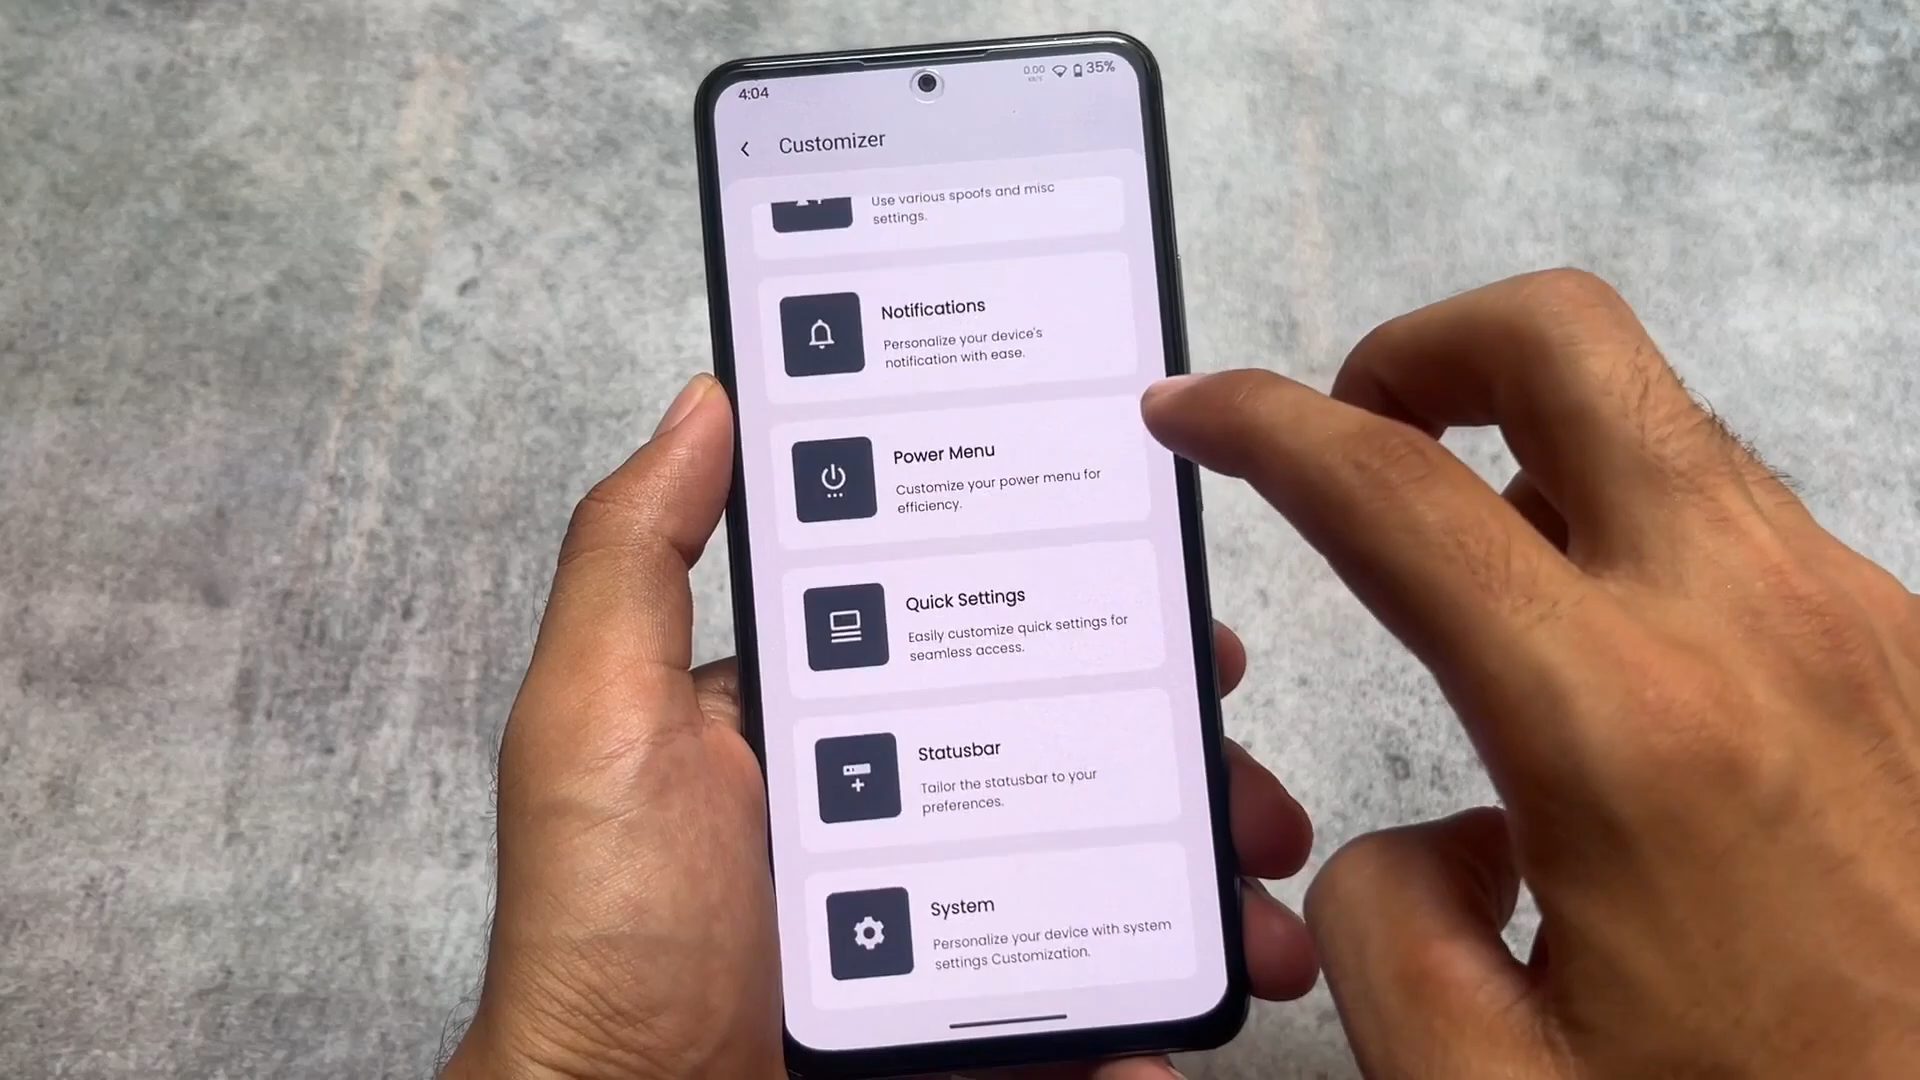 4:04
0.00
35%
Customizer
Use various spoofs and misc
settings.
Notifications
Personalize your device's
notification with ease.
Power Menu
Customize your power menu for
efficiency.
Quick Settings
Easily customize quick settings for
seamless access.
Statusbar
Tailor the statusbar to your
preferences.
System
Personalize your device with system
settings Customization.